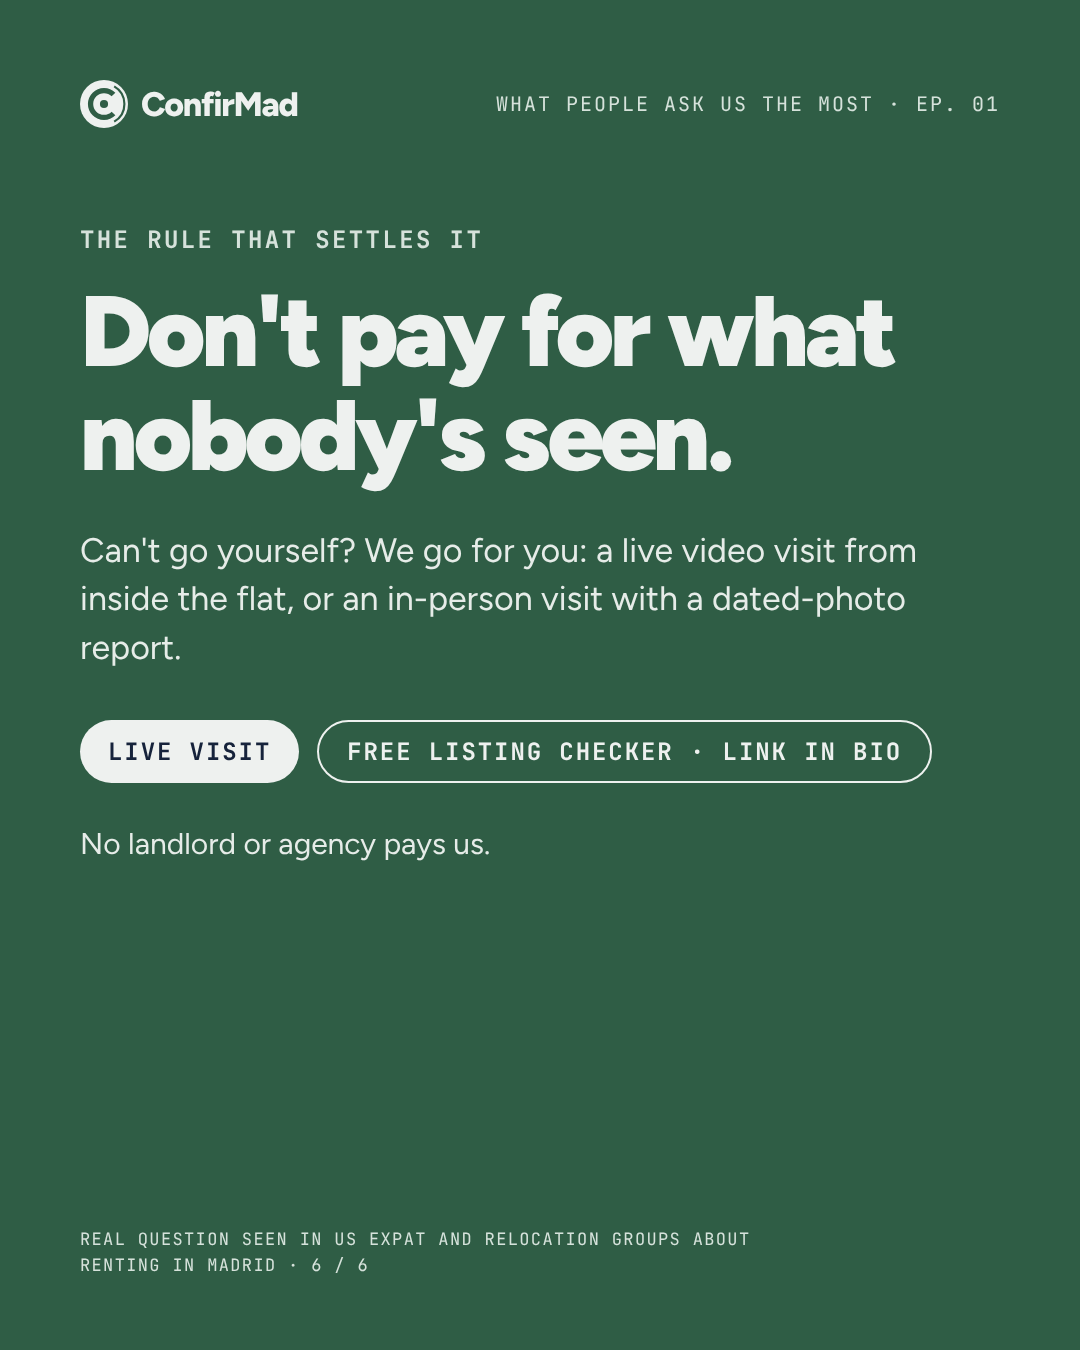 ConfirMad
WHAT PEOPLE ASK US THE MOST · EP. 01
THE RULE THAT SETTLES IT
Don't pay for what
nobody's seen.
Can't go yourself? We go for you: a live video visit from
inside the flat, or an in-person visit with a dated-photo
report.
LIVE VISIT
FREE LISTING CHECKER · LINK IN BIO
No landlord or agency pays us.
REAL QUESTION SEEN IN US EXPAT AND RELOCATION GROUPS ABOUT
RENTING IN MADRID · 6 / 6